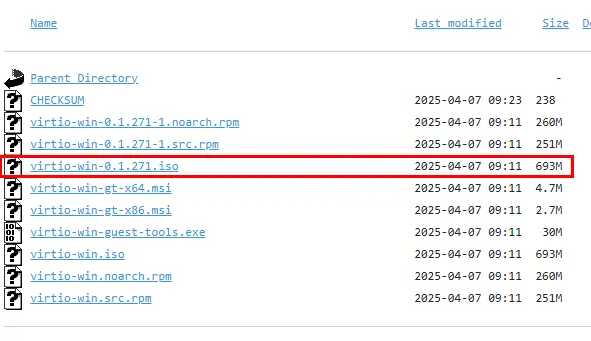 Name Last modified Size De
Parent Directory -
CHECKSUM 2025-04-07 09:23 238
virtio-win-0.1.271-1.noarch.rpm 2025-04-07 09:11 260M
virtio-win-0.1.271-1.src.rpm 2025-04-07 09:11 251M
virtio-win-0.1.271.iso 2025-04-07 09:11 693M
virtio-win-gt-x64.msi 2025-04-07 09:11 4.7M
virtio-win-gt-x86.msi 2025-04-07 09:11 2.7M
virtio-win-guest-tools.exe 2025-04-07 09:11 30M
virtio-win.iso 2025-04-07 09:11 693M
virtio-win.noarch.rpm 2025-04-07 09:11 260M
virtio-win.src.rpm 2025-04-07 09:11 251M